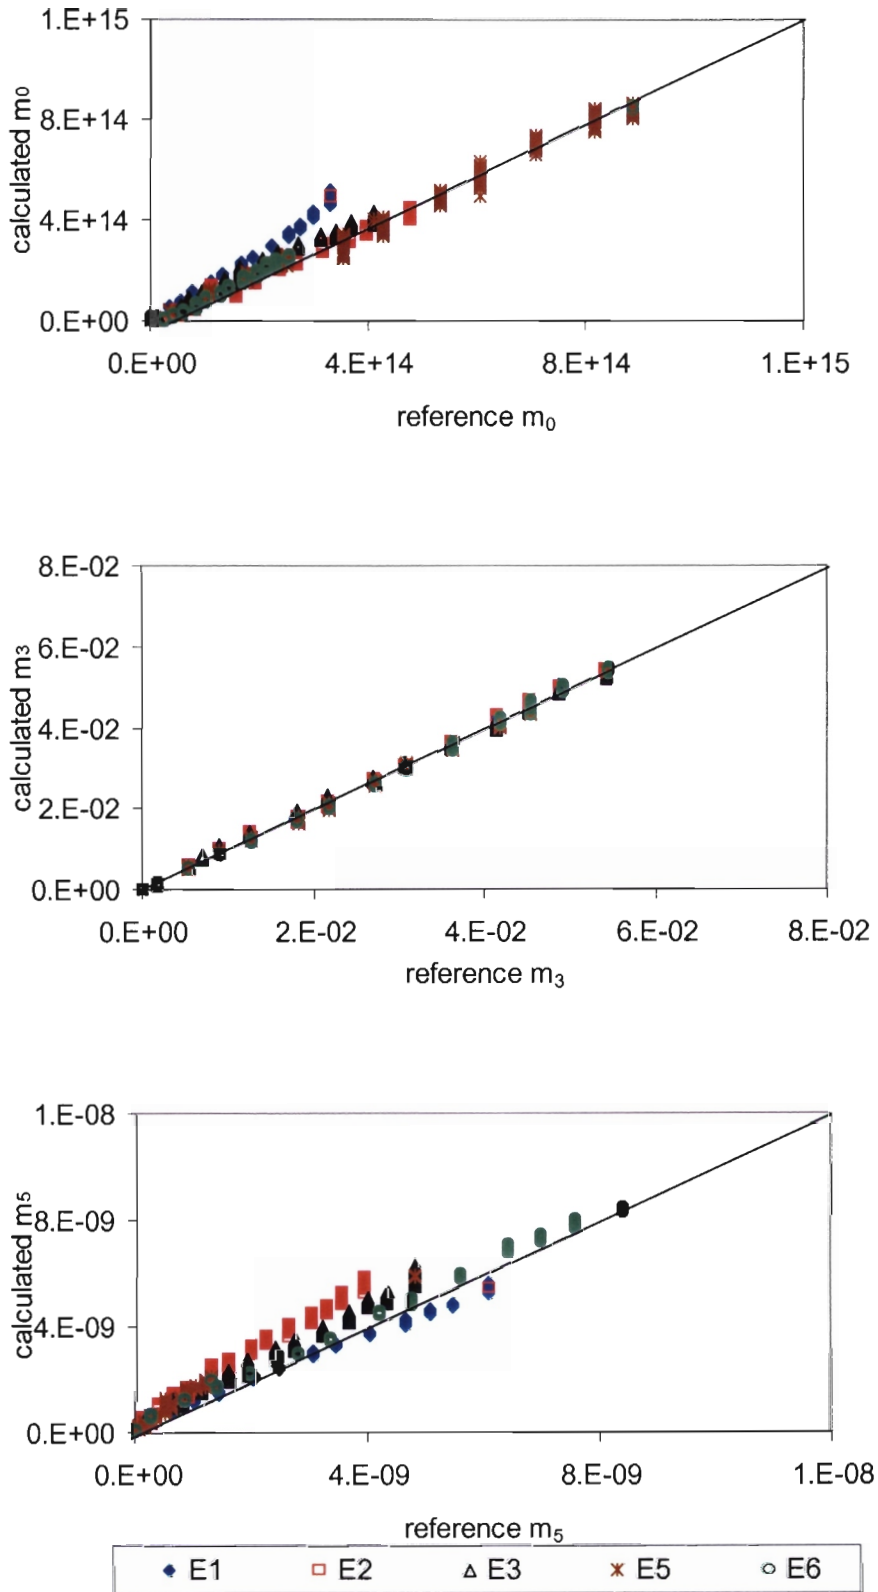 1.E+15
8.E+14
4.E+14
0.E+00
calculated m0
0.E+00 4.E+14 8.E+14 1.E+15
reference m0
8.E-02
6.E-02
4.E-02
2.E-02
0.E+00
calculated m3
0.E+00 2.E-02 4.E-02 6.E-02 8.E-02
reference m3
1.E-08
8.E-09
4.E-09
0.E+00
calculated m5
0.E+00 4.E-09 8.E-09 1.E-08
reference m5
E1 E2 E3 E5 E6